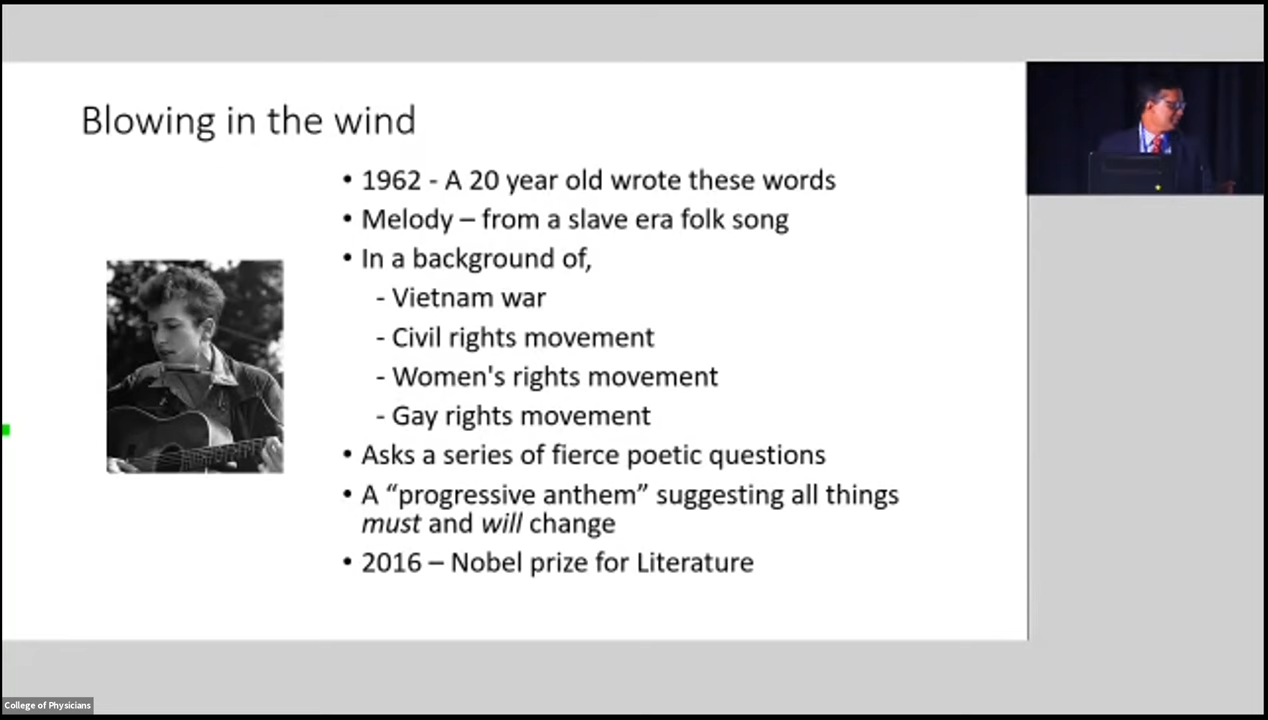 Blowing in the wind
• 1962 - A 20 year old wrote these words
• Melody – from a slave era folk song
• In a background of,
- Vietnam war
- Civil rights movement
- Women's rights movement
- Gay rights movement
• Asks a series of fierce poetic questions
• A “progressive anthem” suggesting all things
must and will change
• 2016 – Nobel prize for Literature
College of Physicians